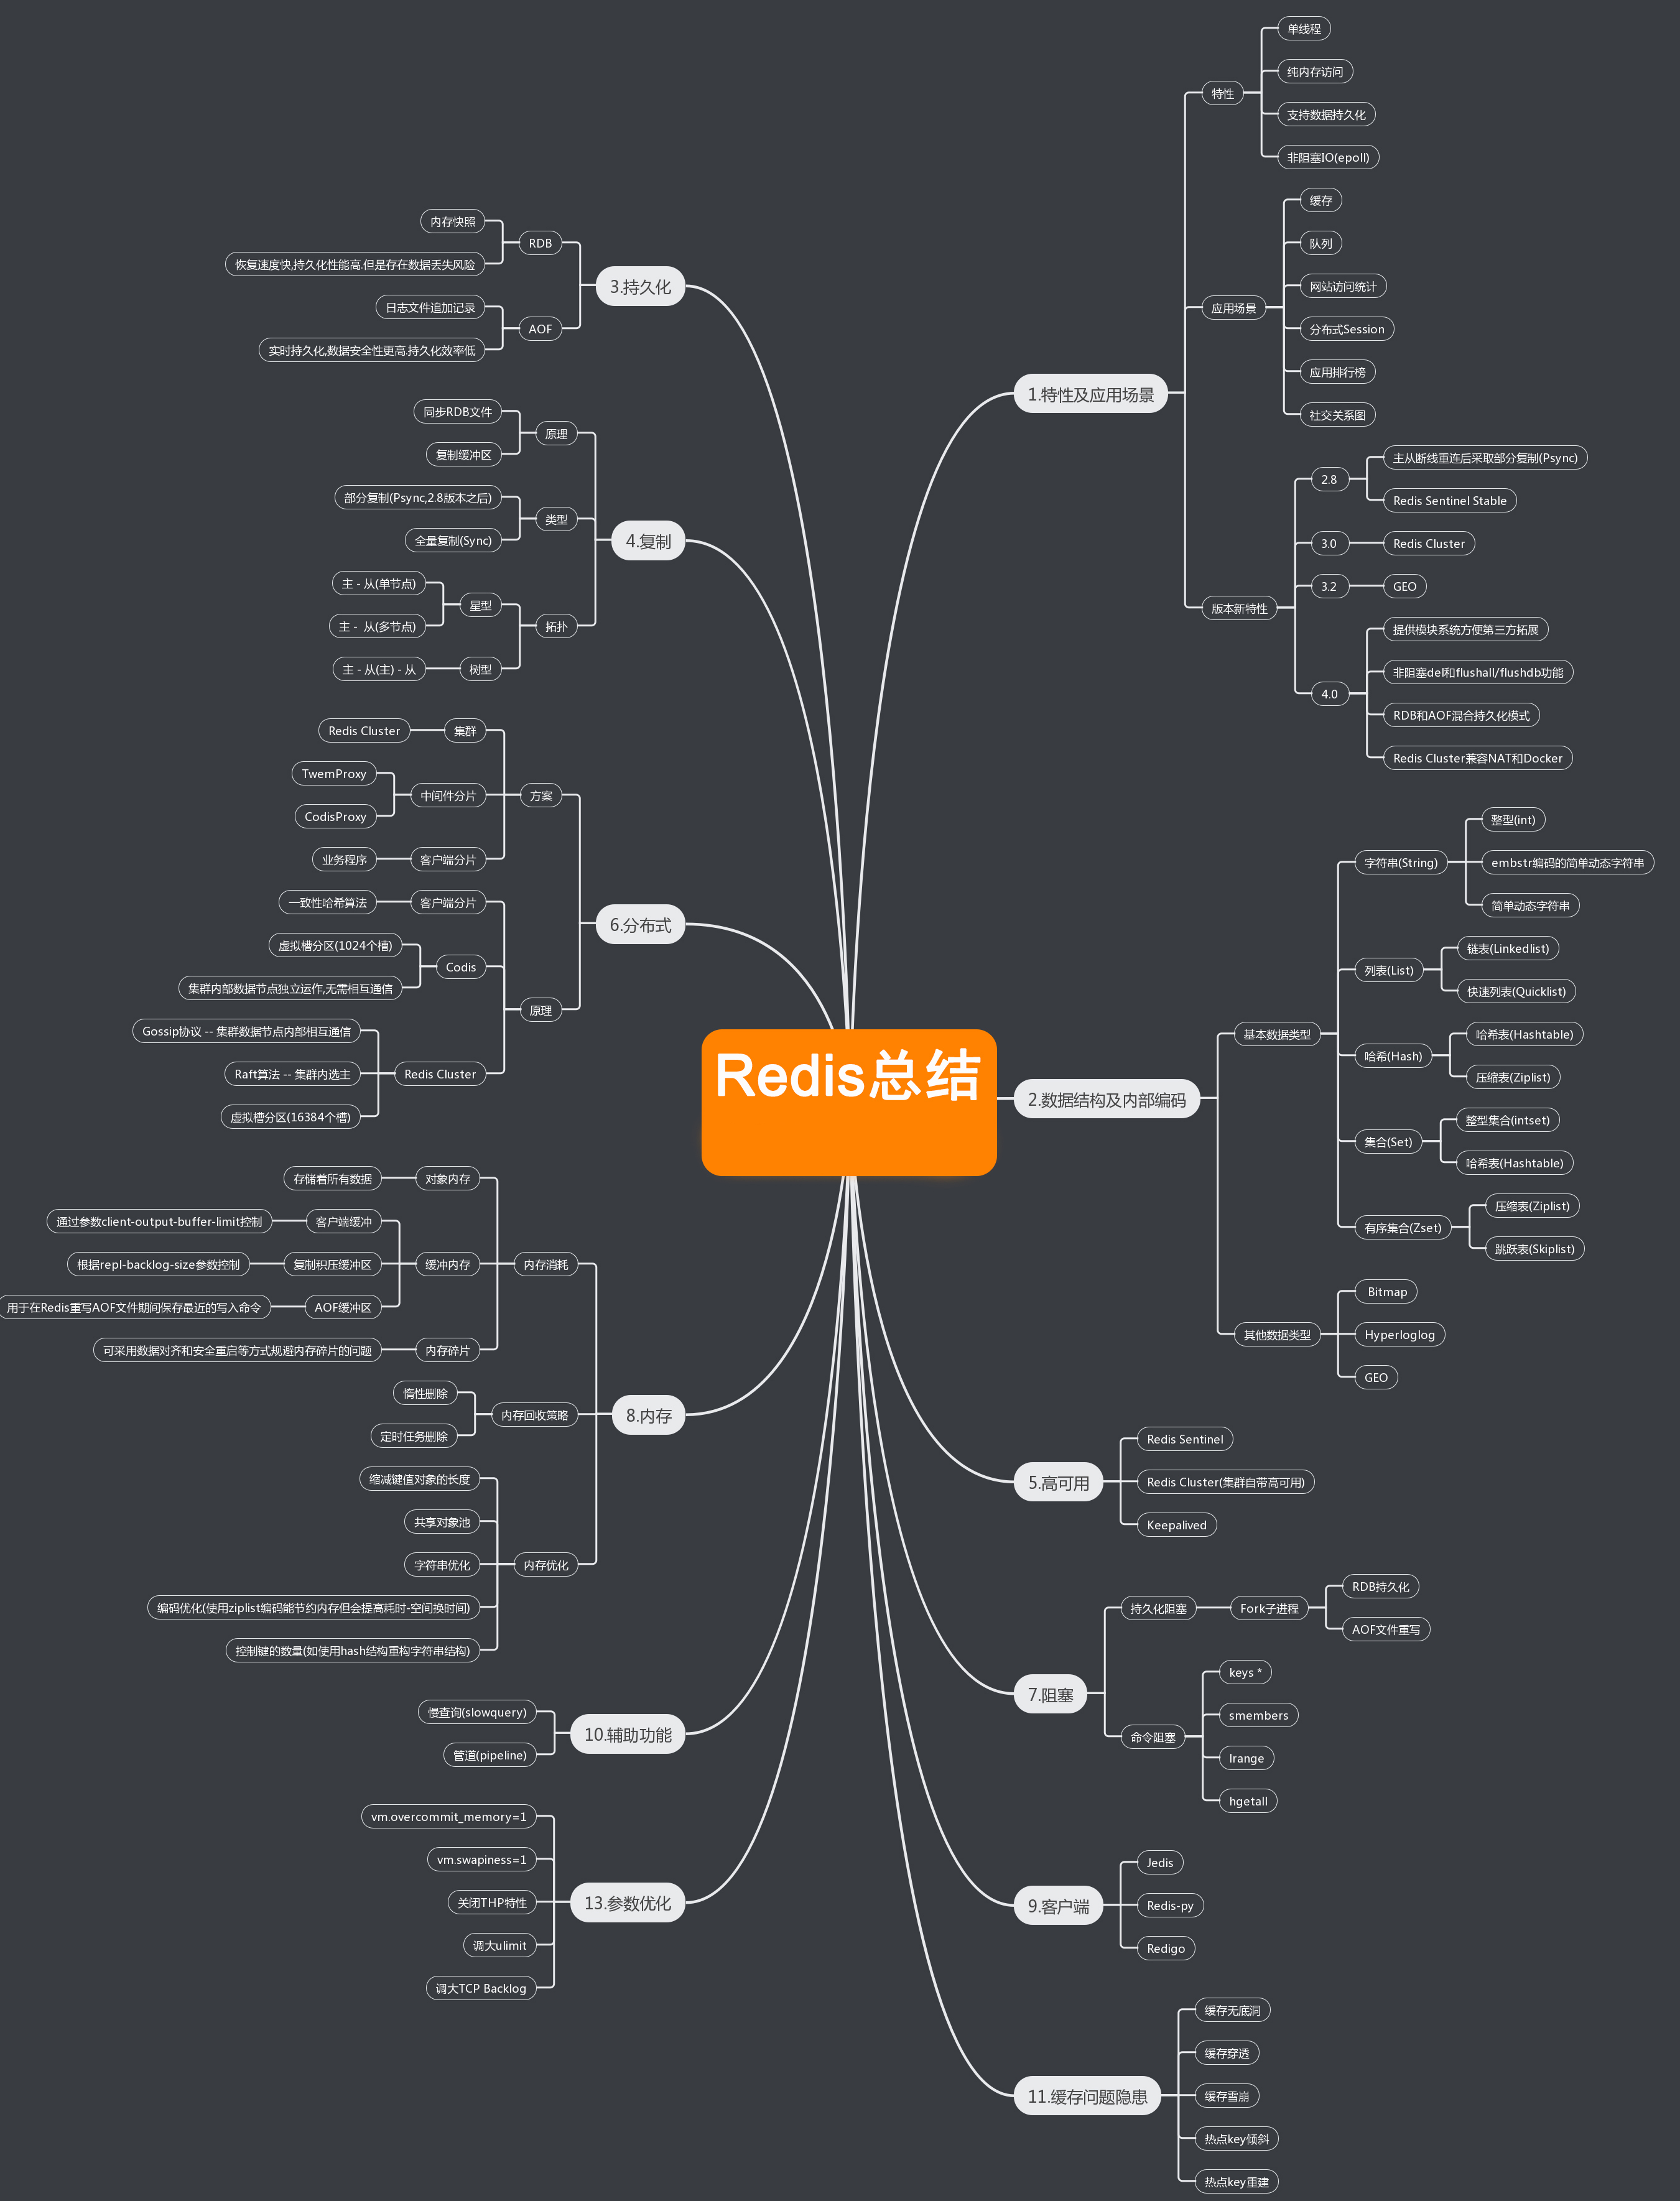 Redis总结
1.特性及应用场景
特性
单线程
纯内存访问
支持数据持久化
非阻塞IO(epoll)
应用场景
缓存
队列
网站访问统计
分布式Session
应用排行榜
社交关系图
版本新特性
2.8
主从断线重连后采取部分复制(Psync)
Redis Sentinel Stable
3.0
Redis Cluster
3.2
GEO
4.0
提供模块系统方便第三方拓展
非阻塞del和flushall/flushdb功能
RDB和AOF混合持久化模式
Redis Cluster兼容NAT和Docker
2.数据结构及内部编码
基本数据类型
字符串(String)
整型(int)
embstr编码的简单动态字符串
简单动态字符串
列表(List)
链表(Linkedlist)
快速列表(Quicklist)
哈希(Hash)
哈希表(Hashtable)
压缩表(Ziplist)
集合(Set)
整型集合(intset)
哈希表(Hashtable)
有序集合(Zset)
压缩表(Ziplist)
跳跃表(Skiplist)
其他数据类型
Bitmap
Hyperloglog
GEO
3.持久化
RDB
内存快照
恢复速度快,持久化性能高.但是存在数据丢失风险
AOF
日志文件追加记录
实时持久化,数据安全性更高.持久化效率低
4.复制
原理
同步RDB文件
复制缓冲区
类型
部分复制(Psync,2.8版本之后)
全量复制(Sync)
拓扑
星型
主 - 从(单节点)
主 - 从(多节点)
树型
主 - 从(主) - 从
5.高可用
Redis Sentinel
Redis Cluster(集群自带高可用)
Keepalived
6.分布式
方案
集群
Redis Cluster
中间件分片
TwemProxy
CodisProxy
客户端分片
业务程序
原理
客户端分片
一致性哈希算法
Codis
虚拟槽分区(1024个槽)
集群内部数据节点独立运作,无需相互通信
Redis Cluster
Gossip协议 -- 集群数据节点内部相互通信
Raft算法 -- 集群内选主
虚拟槽分区(16384个槽)
7.阻塞
持久化阻塞
Fork子进程
RDB持久化
AOF文件重写
命令阻塞
keys *
smembers
lrange
hgetall
8.内存
内存消耗
对象内存
存储着所有数据
缓冲内存
客户端缓冲
通过参数client-output-buffer-limit控制
复制积压缓冲区
根据repl-backlog-size参数控制
AOF缓冲区
用于在Redis重写AOF文件期间保存最近的写入命令
内存碎片
可采用数据对齐和安全重启等方式规避内存碎片的问题
内存回收策略
惰性删除
定时任务删除
内存优化
缩减键值对象的长度
共享对象池
字符串优化
编码优化(使用ziplist编码能节约内存但会提高耗时-空间换时间)
控制键的数量(如使用hash结构重构字符串结构)
9.客户端
Jedis
Redis-py
Redigo
10.辅助功能
慢查询(slowquery)
管道(pipeline)
11.缓存问题隐患
缓存无底洞
缓存穿透
缓存雪崩
热点key倾斜
热点key重建
13.参数优化
vm.overcommit_memory=1
vm.swapiness=1
关闭THP特性
调大ulimit
调大TCP Backlog